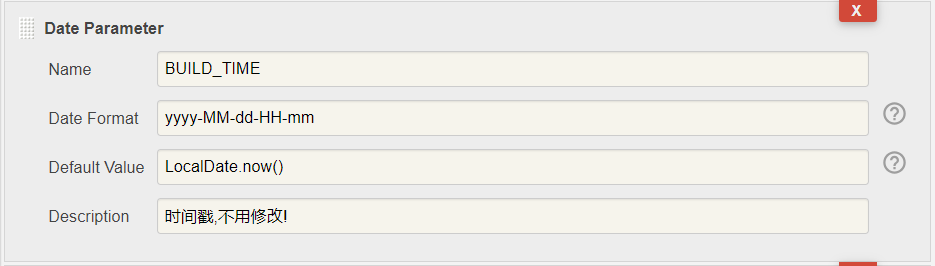 X
Date Parameter
Name BUILD_TIME
Date Format yyyy-MM-dd-HH-mm ?
Default Value LocalDate.now() ?
Description 时间戳,不用修改!